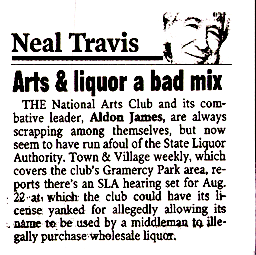 Neal Travis
Arts & liquor a bad mix
THE National Arts Club and its com-
bative leader, Aldon James, are always
scrapping among themselves, but now
seem to have run afoul of the State Liquor
Authority. Town & Village weekly, which
covers the club's Gramercy Park area, re-
ports there's an SLA hearing set for Aug.
22 at which the club could have its li-
cense yanked for allegedly allowing its
name to be used by a middleman to ille-
gally purchase wholesale liquor.